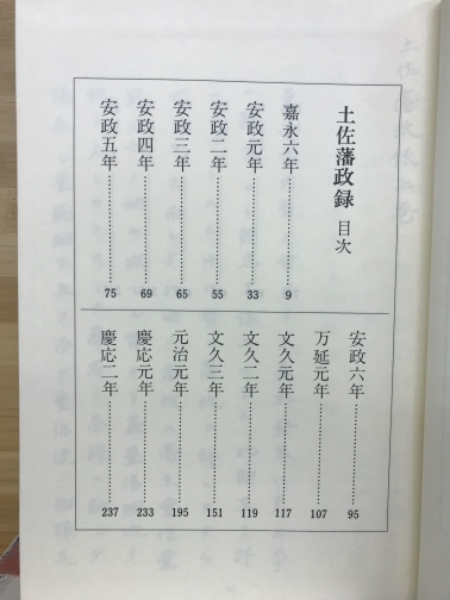 土佐藩政録 目次
嘉永六年……………9
安政元年……………33
安政二年……………55
安政三年……………65
安政四年……………69
安政五年……………75
安政六年……………95
万延元年……………107
文久元年……………117
文久二年……………119
文久三年……………151
元治元年……………195
慶応元年……………233
慶応二年……………237